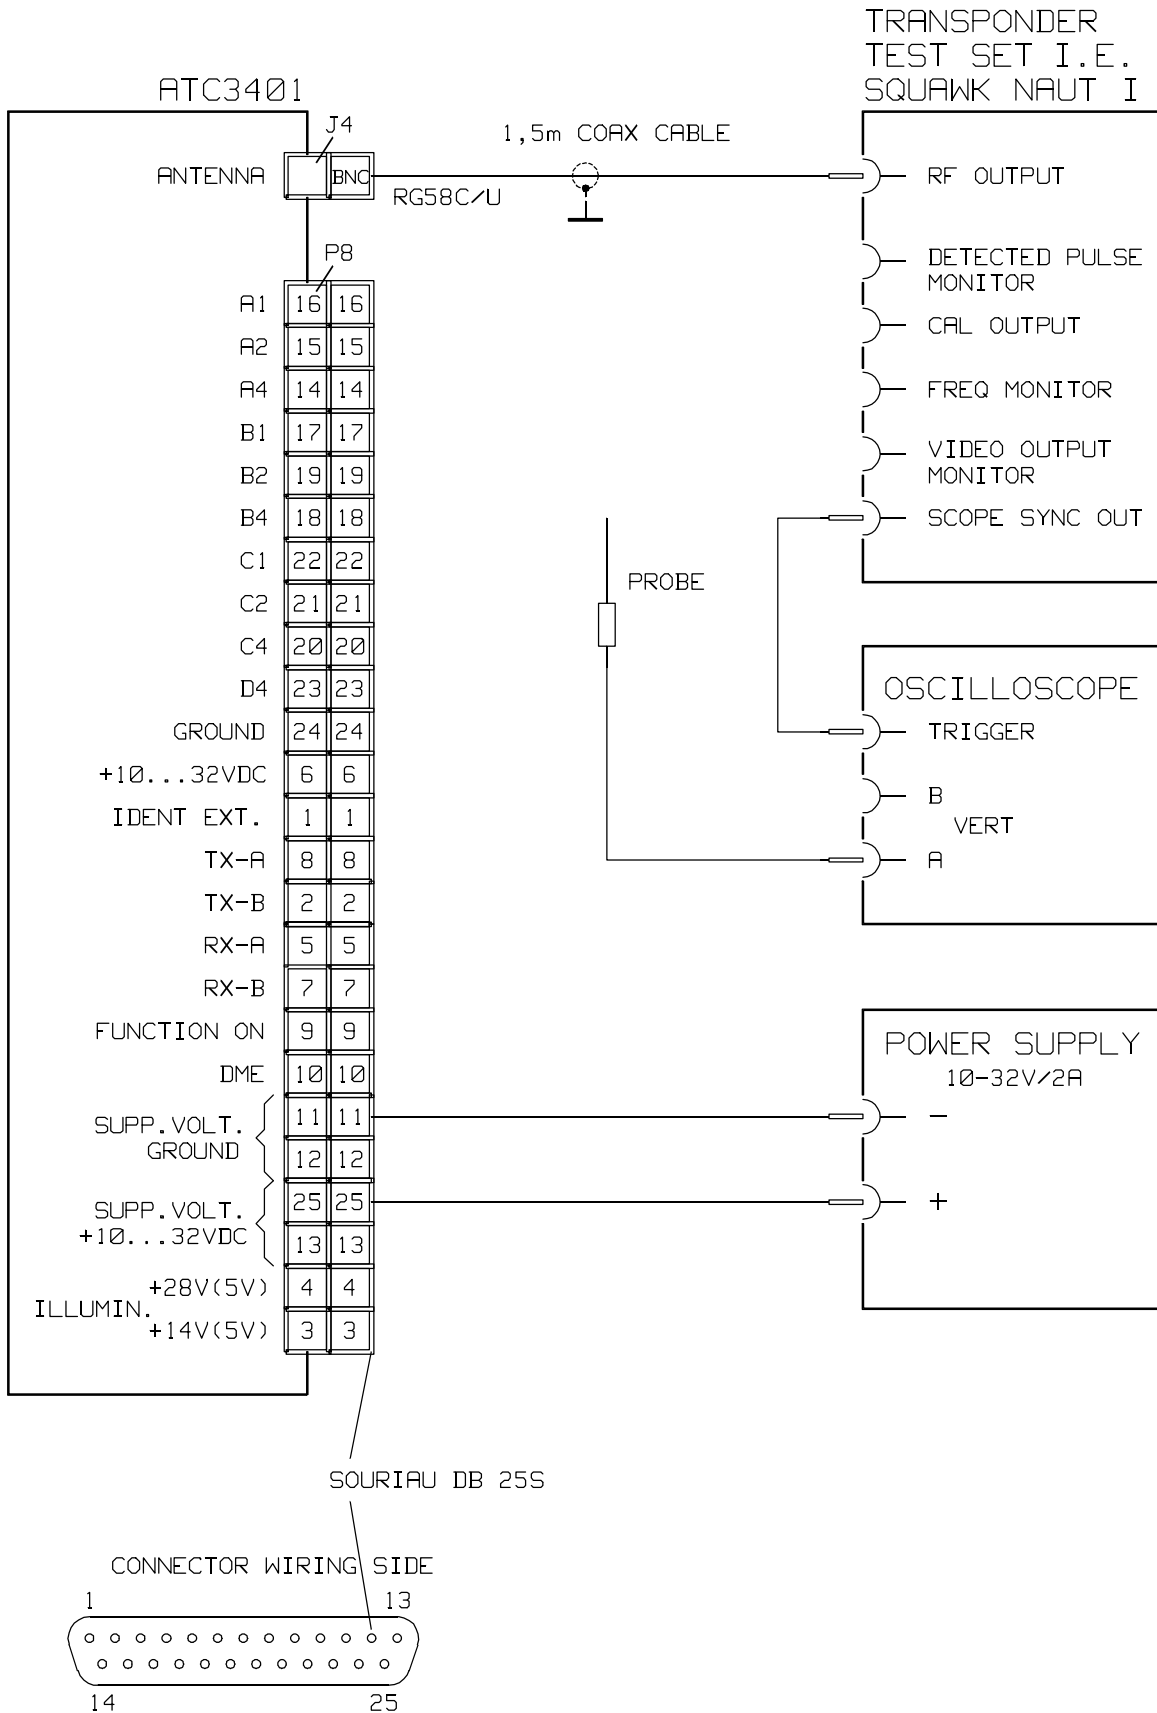 TRANSPONDER
TEST SET I.E.
SQUAWK NAUT I
ATC3401
J4
1,5m COAX CABLE
ANTENNA
BNC
RG58C/U
RF OUTPUT
DETECTED PULSE
MONITOR
CAL OUTPUT
FREQ MONITOR
VIDEO OUTPUT
MONITOR
SCOPE SYNC OUT
P8
A1 16 16
A2 15 15
A4 14 14
B1 17 17
B2 19 19
B4 18 18
C1 22 22
C2 21 21
C4 20 20
D4 23 23
GROUND 24 24
+10...32VDC 6 6
IDENT EXT. 1 1
TX-A 8 8
TX-B 2 2
RX-A 5 5
RX-B 7 7
FUNCTION ON 9 9
DME 10 10
SUPP.VOLT.
GROUND
11 11
12 12
SUPP.VOLT.
+10...32VDC
25 25
13 13
ILLUMIN.
+28V(5V) 4 4
+14V(5V) 3 3
PROBE
OSCILLOSCOPE
TRIGGER
B
VERT
A
POWER SUPPLY
10-32V/2A
-
+
SOURIAU DB 25S
CONNECTOR WIRING SIDE
1 13
14 25